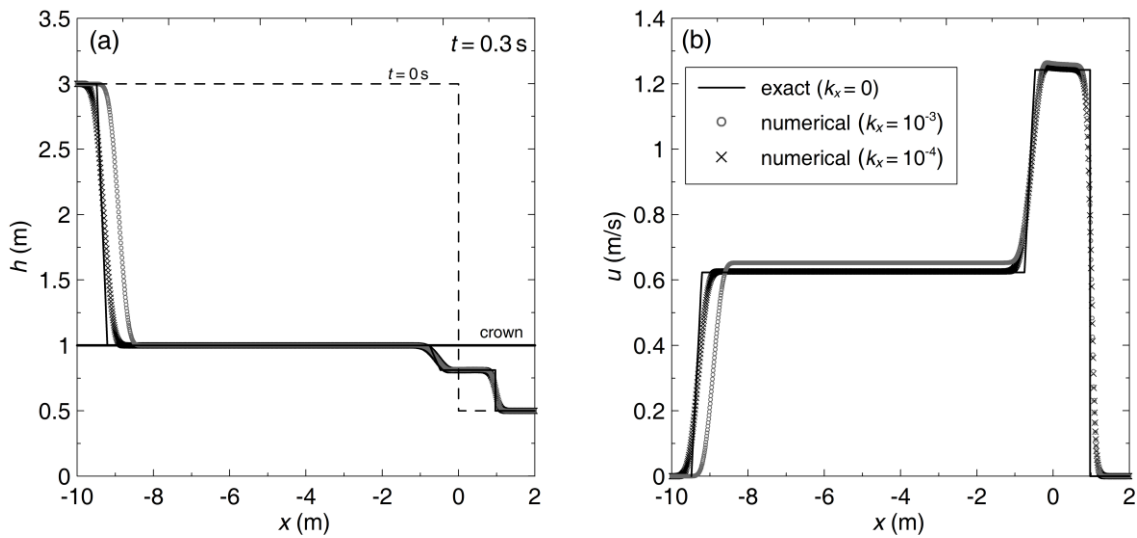 (a)
t = 0.3 s
t = 0 s
crown
3.5
3
2.5
2
1.5
1
0.5
0
h (m)
-10 -8 -6 -4 -2 0 2
x (m)
(b)
exact (kₓ = 0)
numerical (kₓ = 10⁻³)
numerical (kₓ = 10⁻⁴)
1.4
1.2
1
0.8
0.6
0.4
0.2
0
u (m/s)
-10 -8 -6 -4 -2 0 2
x (m)